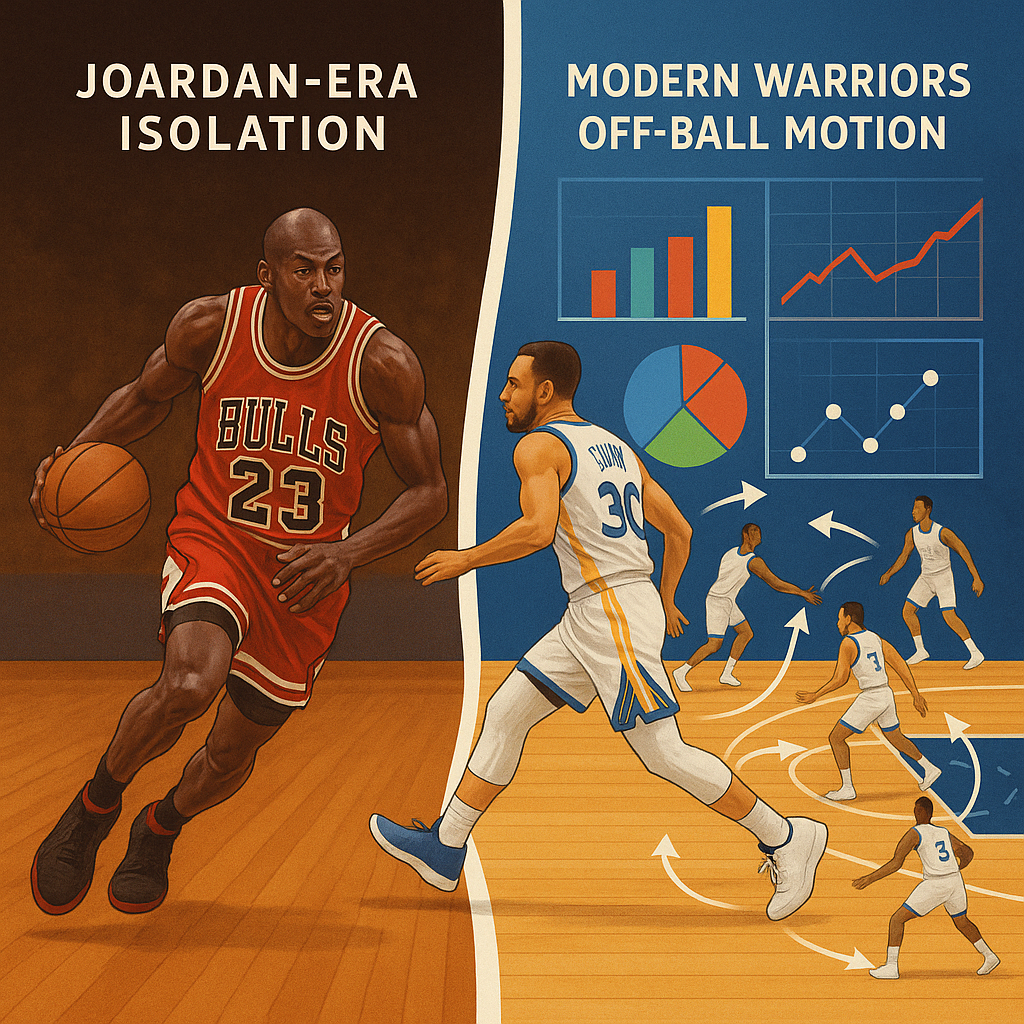 JOARDAN-ERA
ISOLATION
MODERN WARRIORS
OFF-BALL MOTION
BULLS
23
30
3
3